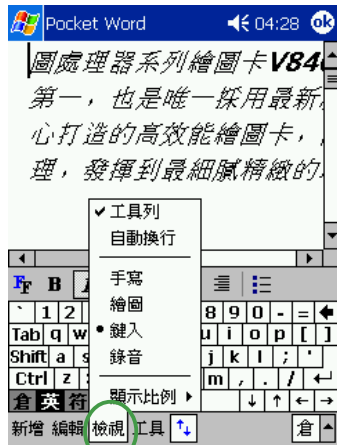 Pocket Word 04:28 ok
圖處理器系列繪圖卡V84
第一，也是唯一採用最新
心打造的高效能繪圖卡，
理，發揮到最細膩精緻的
工具列
自動換行
手寫
繪圖
鍵入
錄音
顯示比例
B
` 1 2 8 9 0 - =
Tab q w u i o p [ ]
Shift a s j k l ; '
Ctrl z m , . /
倉 英 符
新增 編輯 檢視 工具 倉